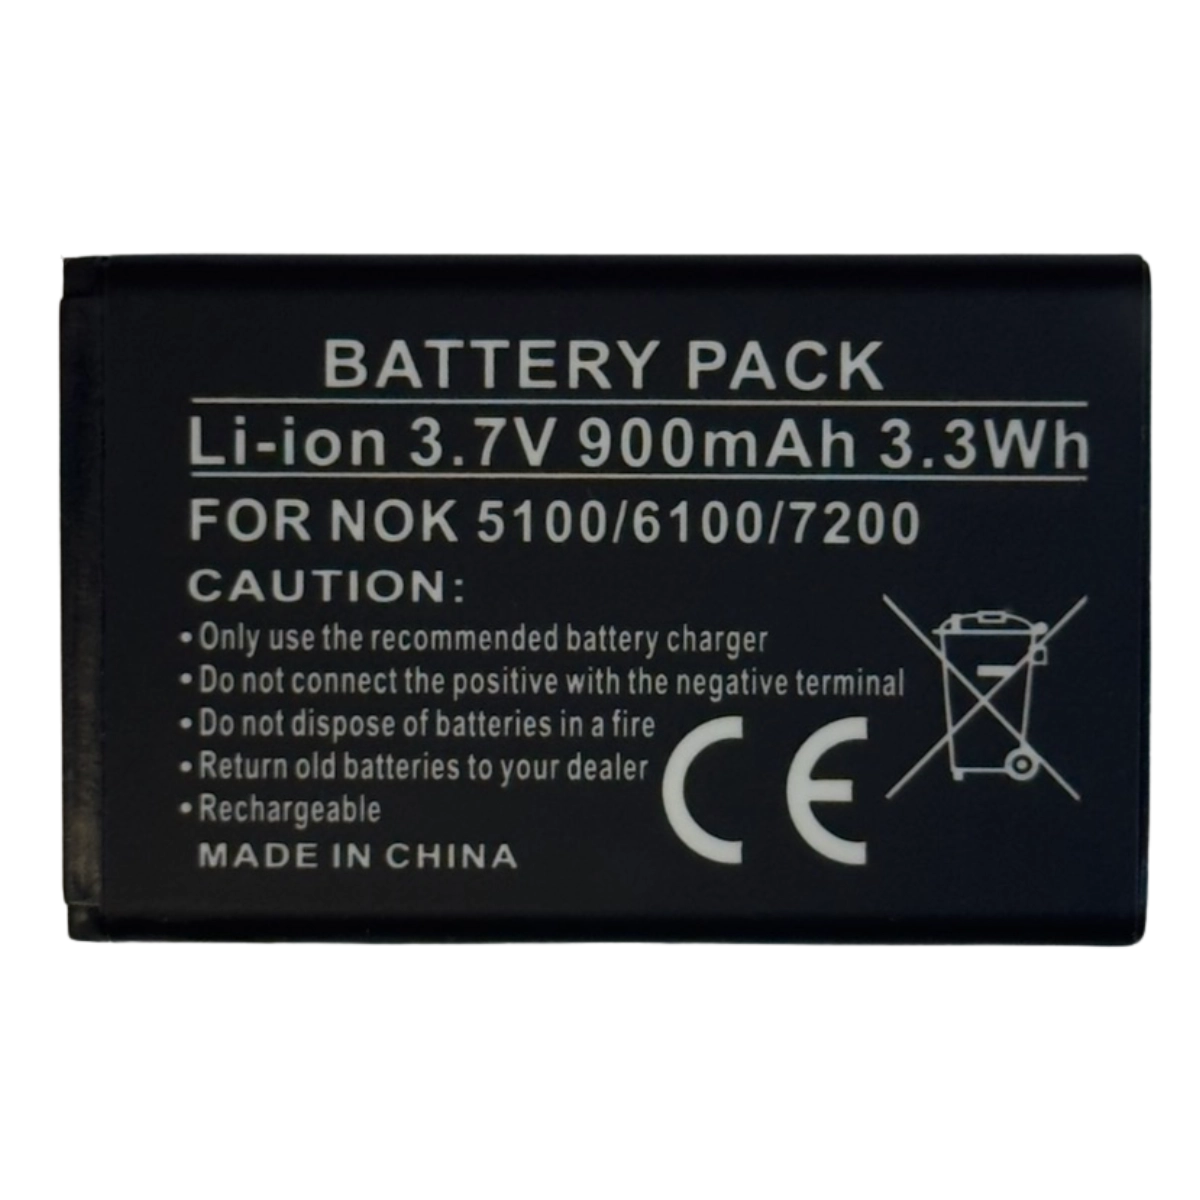 BATTERY PACK
Li-ion 3.7V 900mAh 3.3Wh
FOR NOK 5100/6100/7200
CAUTION:
• Only use the recommended battery charger
• Do not connect the positive with the negative terminal
• Do not dispose of batteries in a fire
• Return old batteries to your dealer
• Rechargeable
MADE IN CHINA
CE